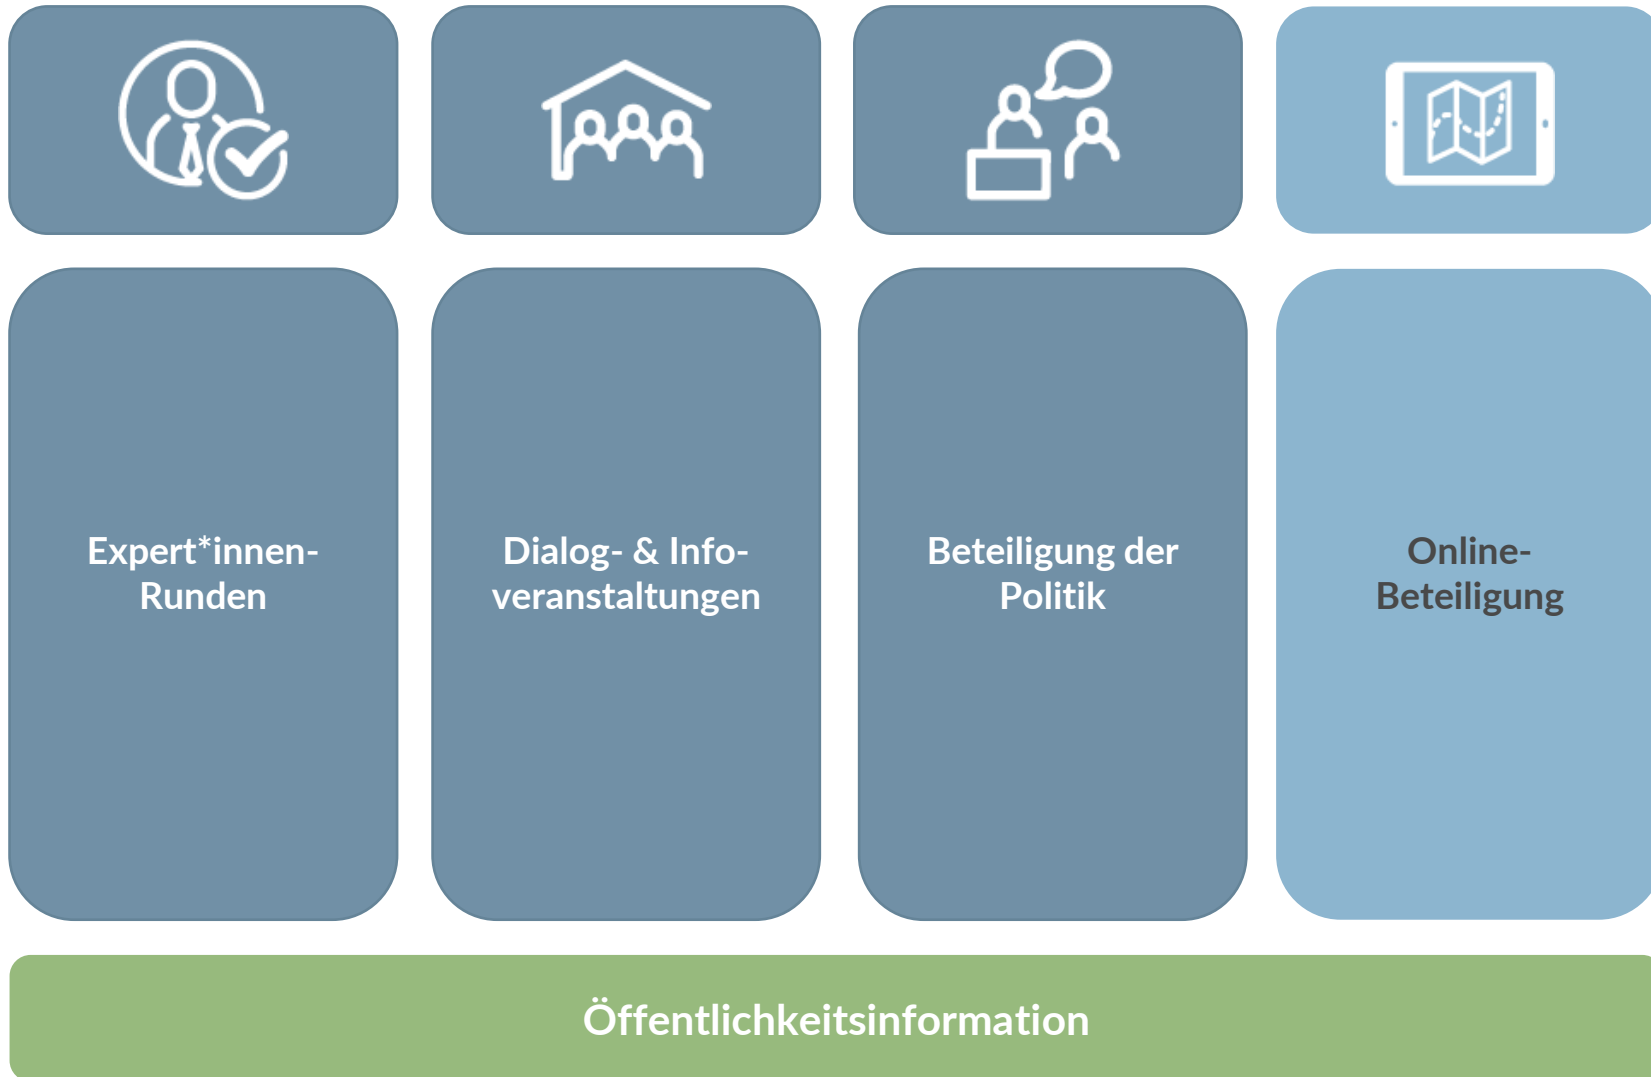 Expert*innen-
Runden
Dialog- & Info-
veranstaltungen
Beteiligung der
Politik
Online-
Beteiligung
Öffentlichkeitsinformation